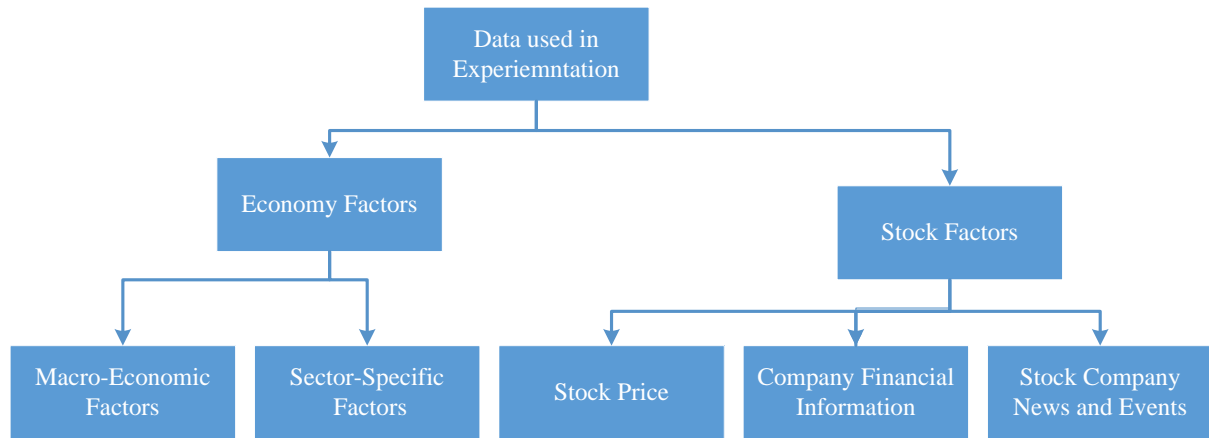 Data used in
Experiemntation
Economy Factors
Stock Factors
Macro-Economic
Factors
Sector-Specific
Factors
Stock Price
Company Financial
Information
Stock Company
News and Events